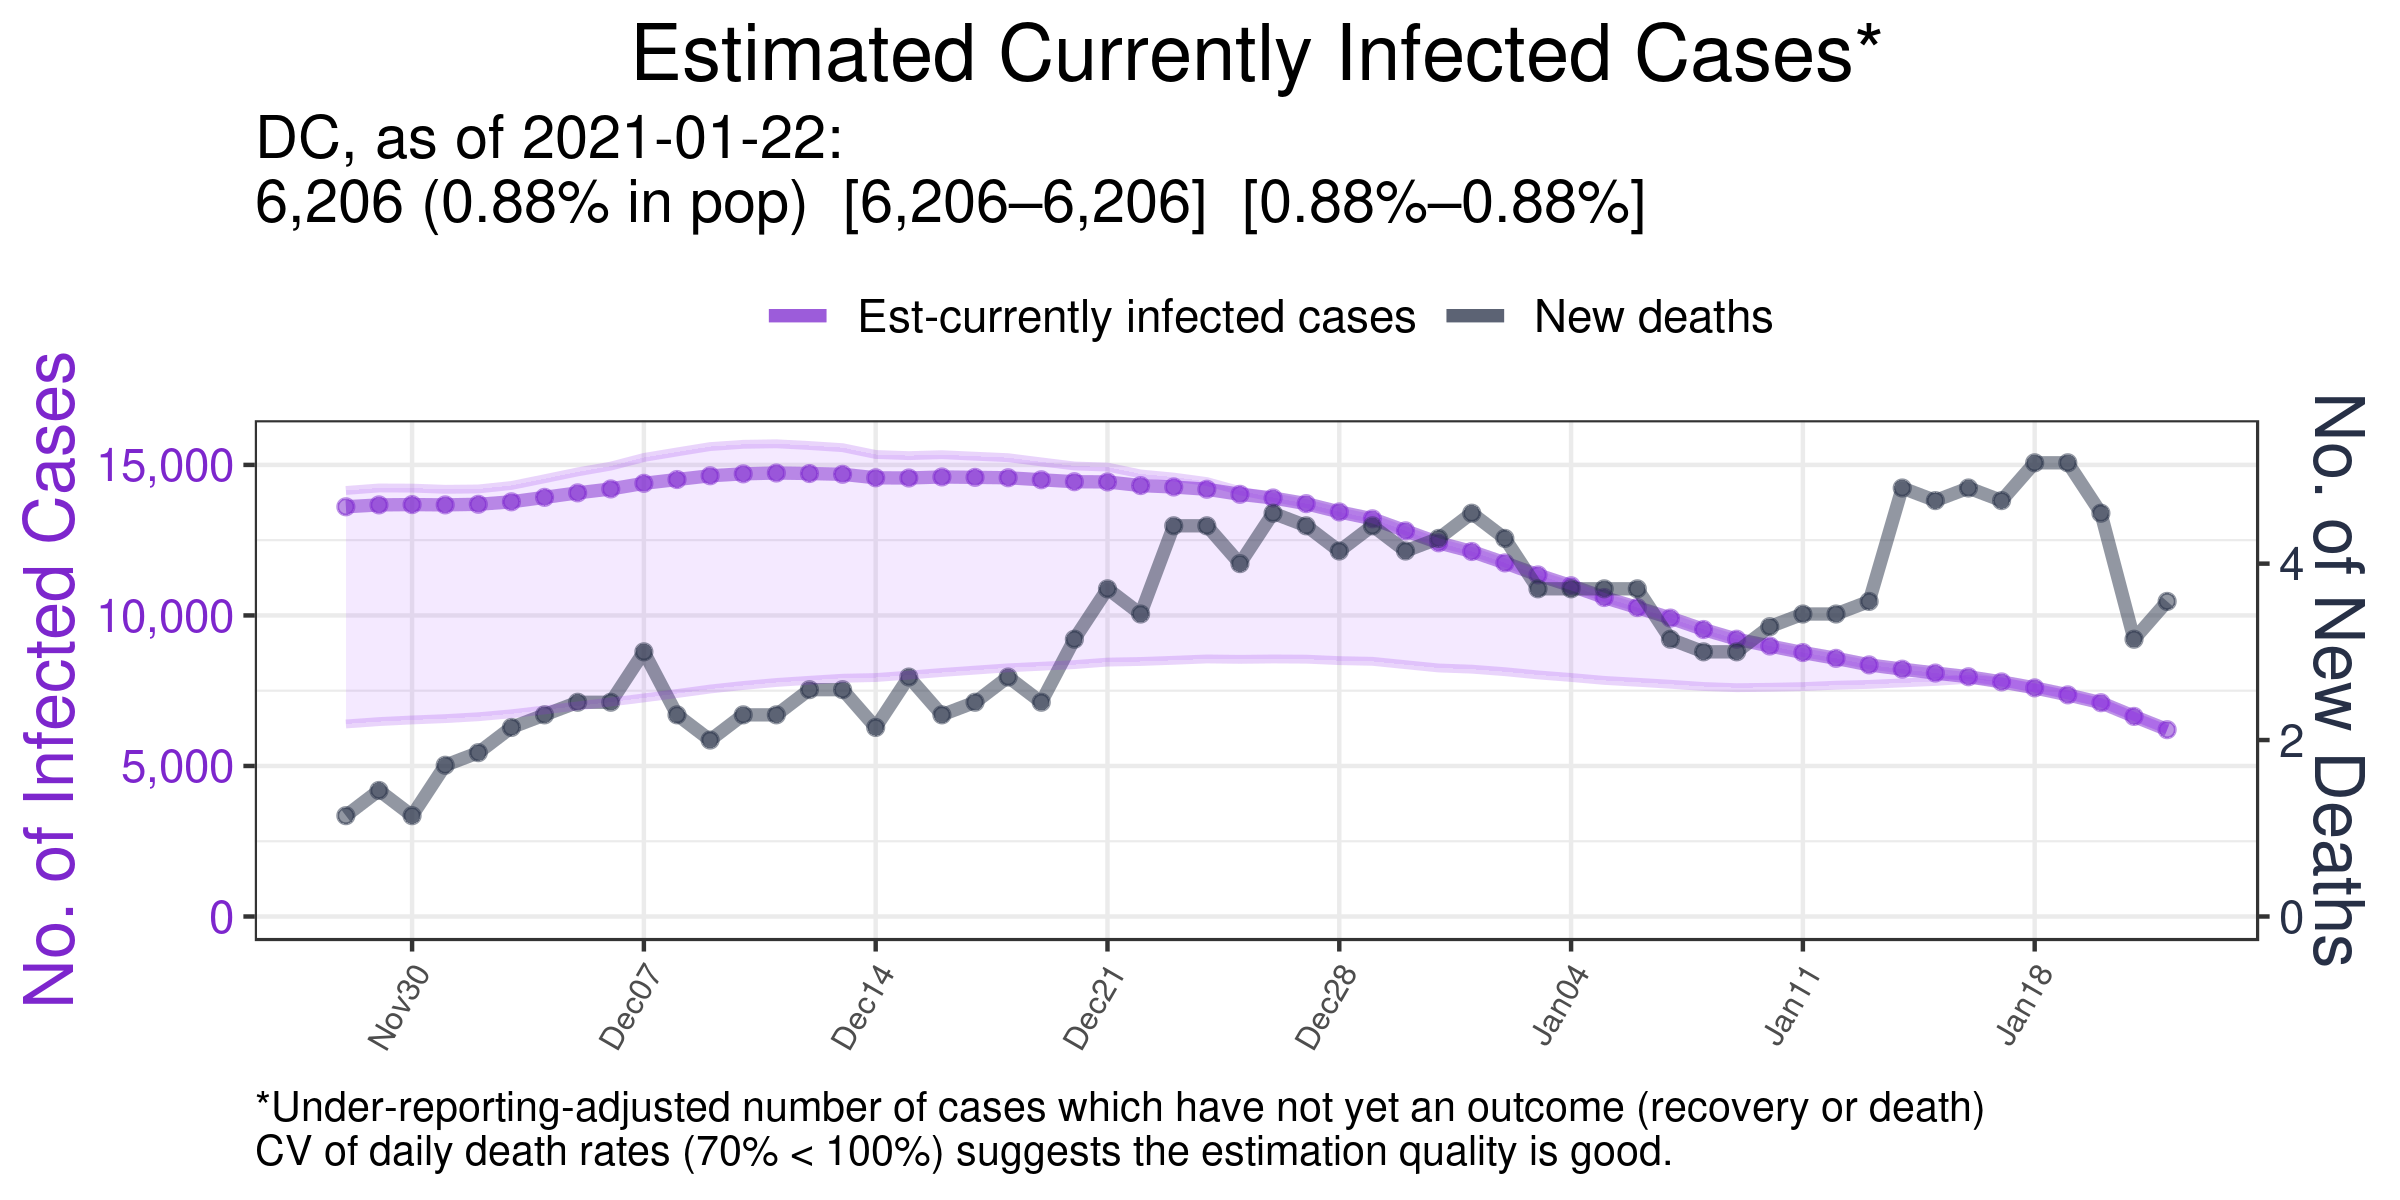 Estimated Currently Infected Cases*
DC, as of 2021-01-22:
6,206 (0.88% in pop)  [6,206–6,206]  [0.88%–0.88%]
Est-currently infected cases
New deaths
No. of Infected Cases
15,000
10,000
5,000
0
No. of New Deaths
4
2
0
Nov30
Dec07
Dec14
Dec21
Dec28
Jan04
Jan11
Jan18
*Under-reporting-adjusted number of cases which have not yet an outcome (recovery or death)
CV of daily death rates (70% < 100%) suggests the estimation quality is good.